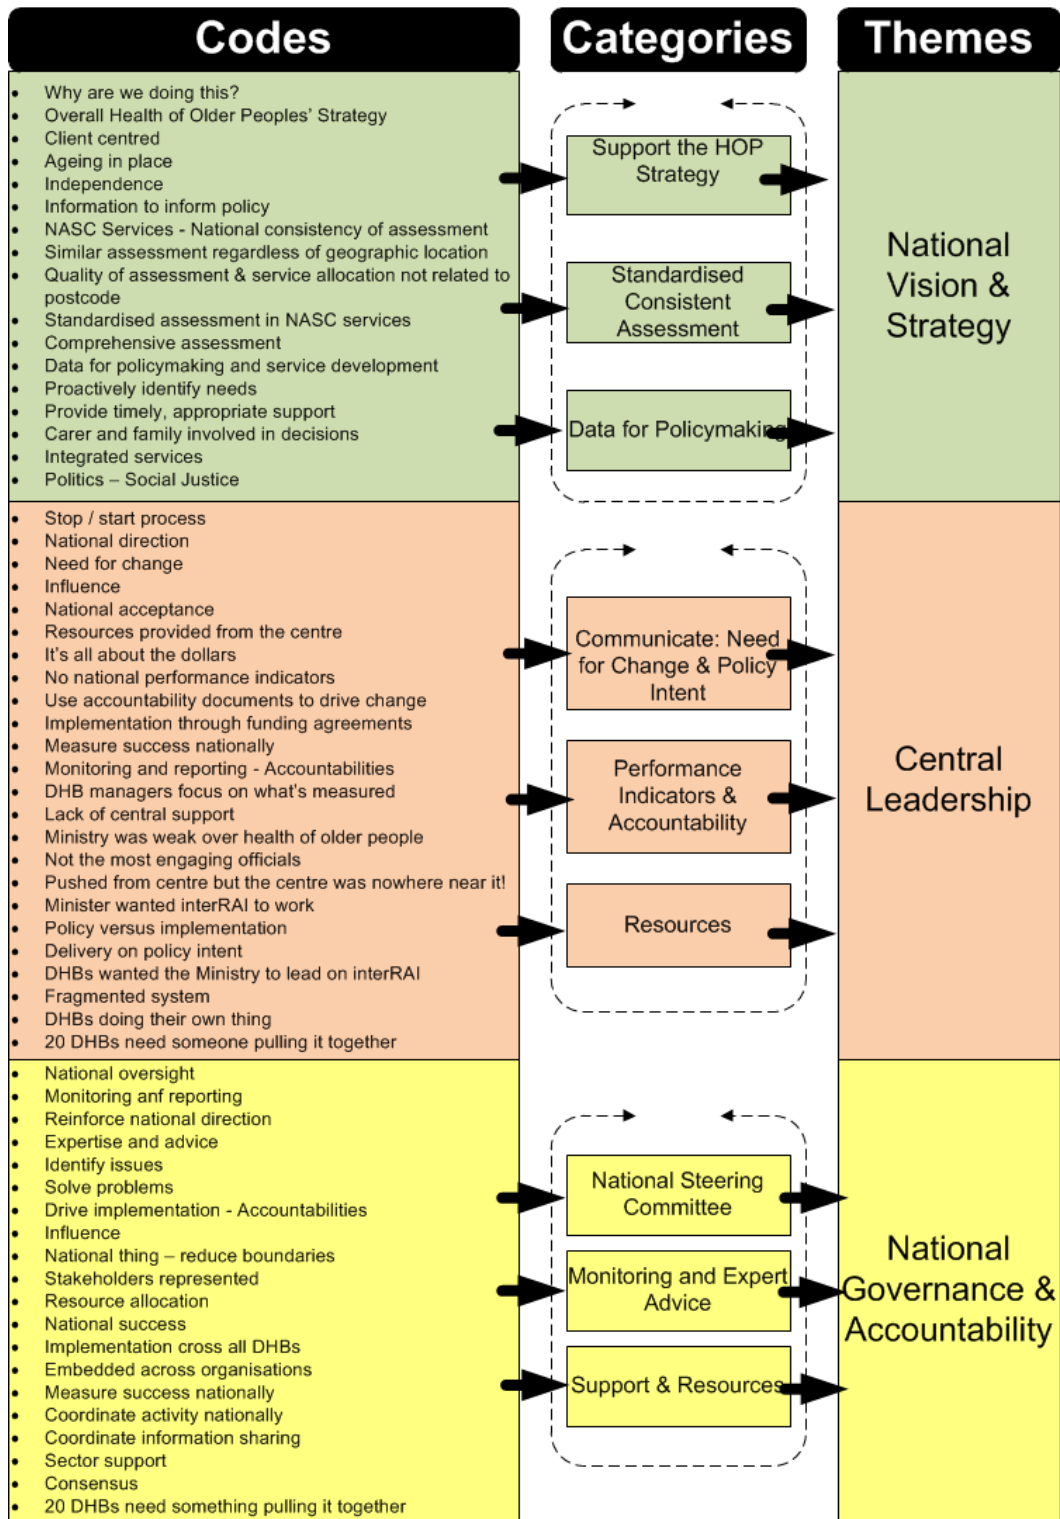 Codes
Categories
Themes
Why are we doing this?
Overall Health of Older Peoples' Strategy
Client centred
Ageing in place
Independence
Information to inform policy
NASC Services - National consistency of assessment
Similar assessment regardless of geographic location
Quality of assessment & service allocation not related to
postcode
Standardised assessment in NASC services
Comprehensive assessment
Data for policymaking and service development
Proactively identify needs
Provide timely, appropriate support
Carer and family involved in decisions
Integrated services
Politics – Social Justice
Support the HOP
Strategy
Standardised
Consistent
Assessment
Data for Policymaking
National
Vision &
Strategy
Stop / start process
National direction
Need for change
Influence
National acceptance
Resources provided from the centre
It's all about the dollars
No national performance indicators
Use accountability documents to drive change
Implementation through funding agreements
Measure success nationally
Monitoring and reporting - Accountabilities
DHB managers focus on what's measured
Lack of central support
Ministry was weak over health of older people
Not the most engaging officials
Pushed from centre but the centre was nowhere near it!
Minister wanted interRAI to work
Policy versus implementation
Delivery on policy intent
DHBs wanted the Ministry to lead on interRAI
Fragmented system
DHBs doing their own thing
20 DHBs need someone pulling it together
Communicate: Need
for Change & Policy
Intent
Performance
Indicators &
Accountability
Resources
Central
Leadership
National oversight
Monitoring anf reporting
Reinforce national direction
Expertise and advice
Identify issues
Solve problems
Drive implementation - Accountabilities
Influence
National thing – reduce boundaries
Stakeholders represented
Resource allocation
National success
Implementation cross all DHBs
Embedded across organisations
Measure success nationally
Coordinate activity nationally
Coordinate information sharing
Sector support
Consensus
20 DHBs need something pulling it together
National Steering
Committee
Monitoring and Expert
Advice
Support & Resources
National
Governance &
Accountability